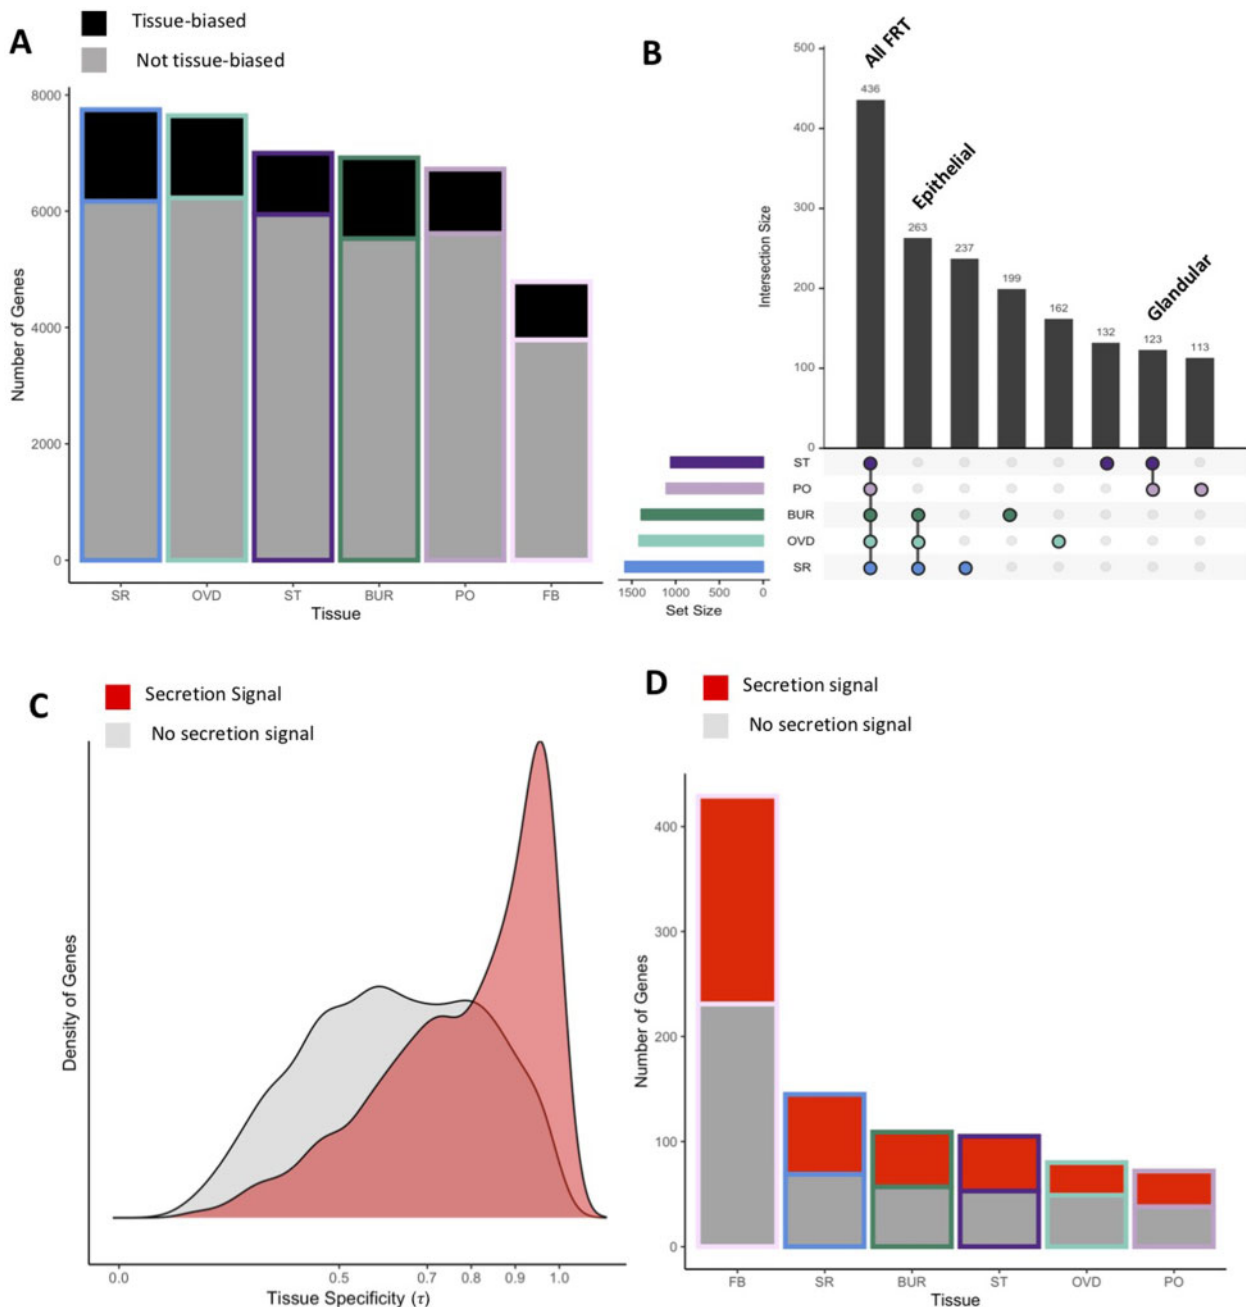 A
Tissue-biased
Not tissue-biased
Number of Genes
8000
6000
4000
2000
0
SR OVD ST BUR PO FB
Tissue
B
All FRT
Epithelial
Glandular
Intersection Size
500
400
300
200
100
0
436
263
237
199
162
132
123
113
ST
PO
BUR
OVD
SR
1500 1000 500 0
Set Size
C
Secretion Signal
No secretion signal
Density of Genes
0.0 0.5 0.7 0.8 0.9 1.0
Tissue Specificity (τ)
D
Secretion signal
No secretion signal
Number of Genes
400
300
200
100
0
FB SR BUR ST OVD PO
Tissue